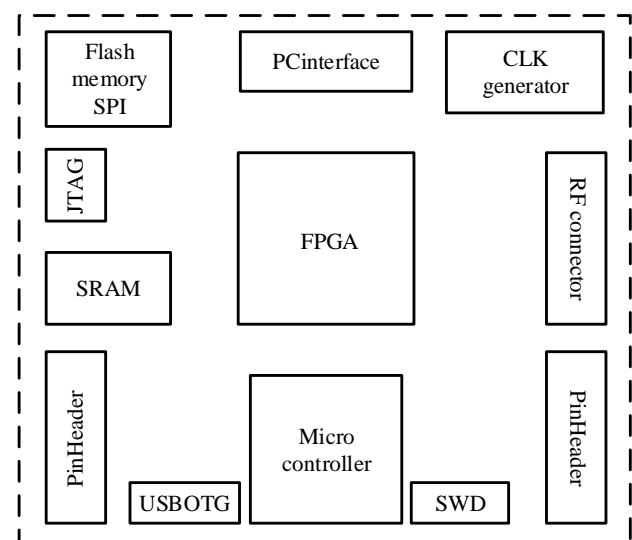 Flash
memory
SPI
PCinterface
CLK
generator
JTAG
FPGA
RF connector
SRAM
PinHeader
Micro
controller
PinHeader
USBOTG
SWD